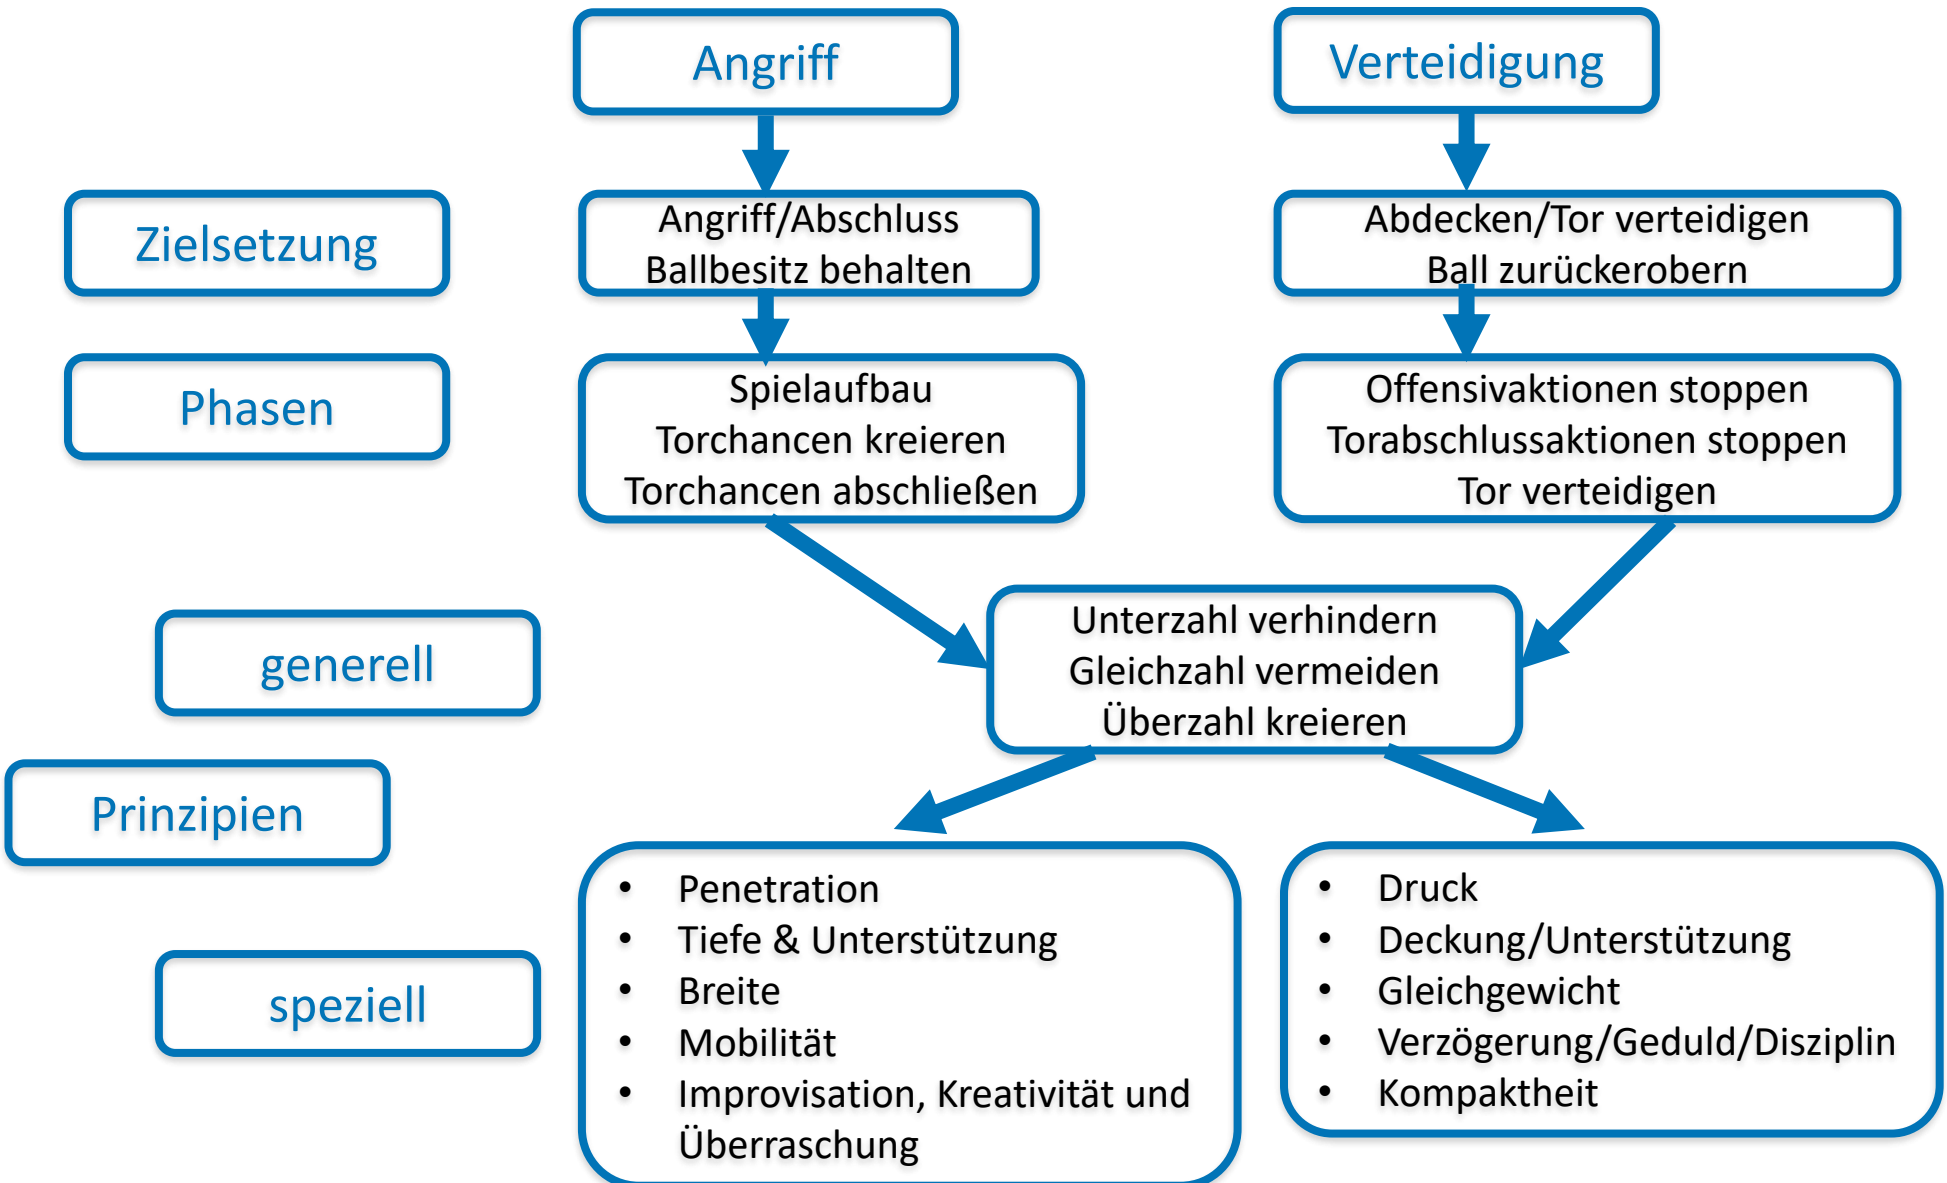 Angriff
Verteidigung
Zielsetzung
Angriff/Abschluss
Ballbesitz behalten
Abdecken/Tor verteidigen
Ball zurückerobern
Phasen
Spielaufbau
Torchancen kreieren
Torchancen abschließen
Offensivaktionen stoppen
Torabschlussaktionen stoppen
Tor verteidigen
generell
Unterzahl verhindern
Gleichzahl vermeiden
Überzahl kreieren
Prinzipien
speziell
• Penetration
• Tiefe & Unterstützung
• Breite
• Mobilität
• Improvisation, Kreativität und
Überraschung
• Druck
• Deckung/Unterstützung
• Gleichgewicht
• Verzögerung/Geduld/Disziplin
• Kompaktheit